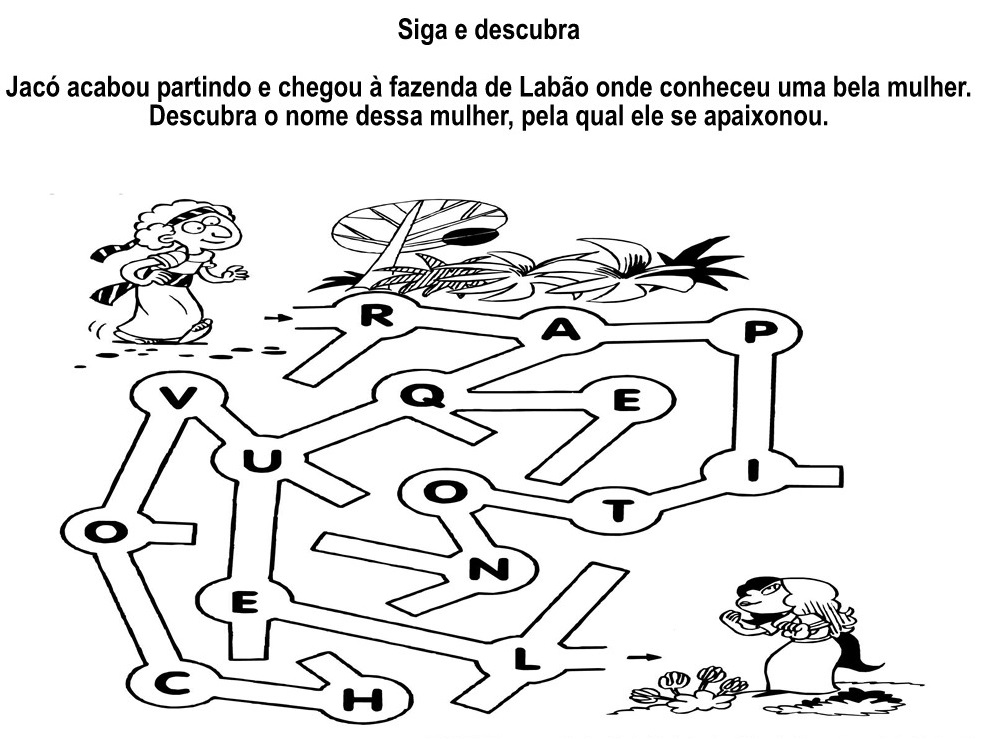 Siga e descubra
Jacó acabou partindo e chegou à fazenda de Labão onde conheceu uma bela mulher.
Descubra o nome dessa mulher, pela qual ele se apaixonou.
R A P
V Q E
U I
O T
O N
E
L
C H